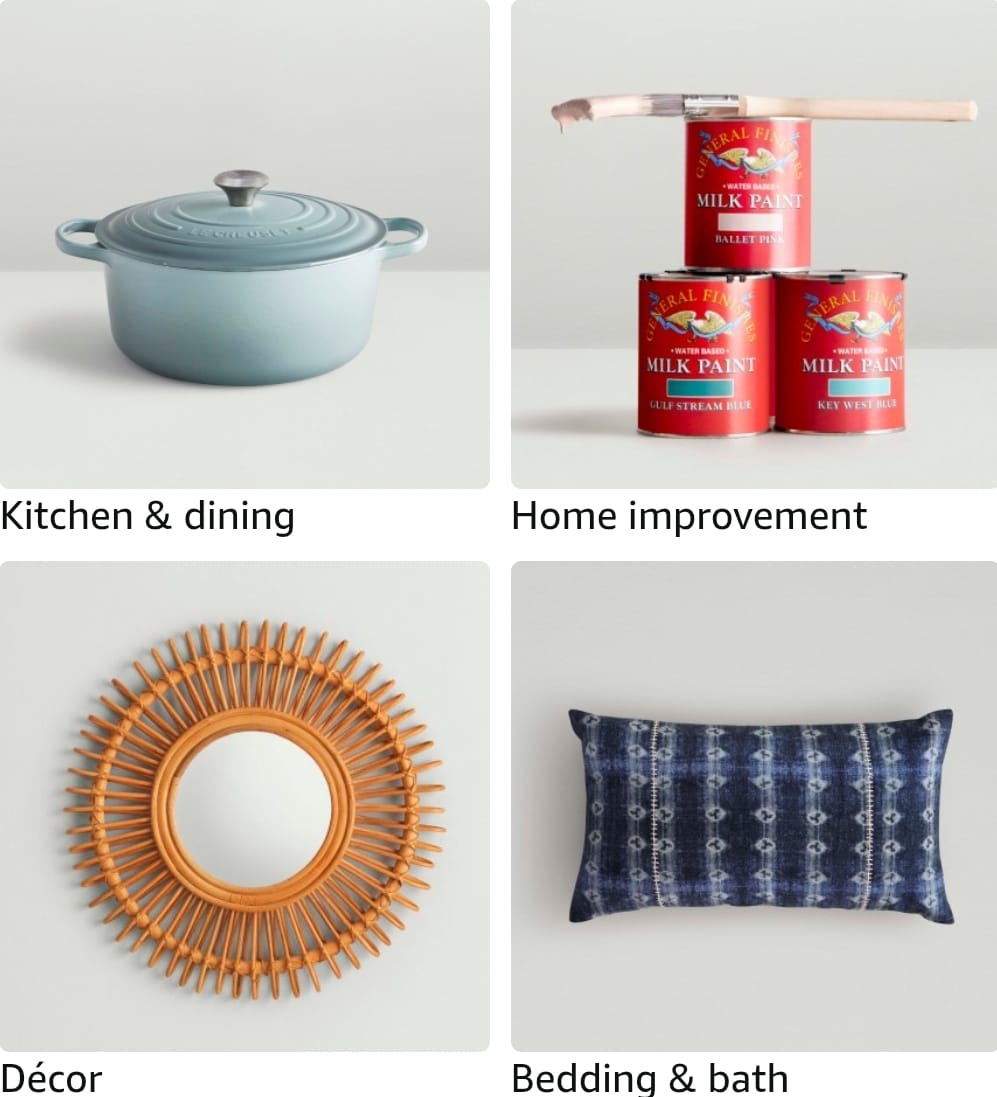 LE CREUSET
Kitchen & dining
GENERAL FINISHES
• WATER BASED •
MILK PAINT
BALLET PINK
GENERAL FINISHES
• WATER BASED •
MILK PAINT
GULF STREAM BLUE
GENERAL FINISHES
• WATER BASED •
MILK PAINT
KEY WEST BLUE
Home improvement
Décor
Bedding & bath